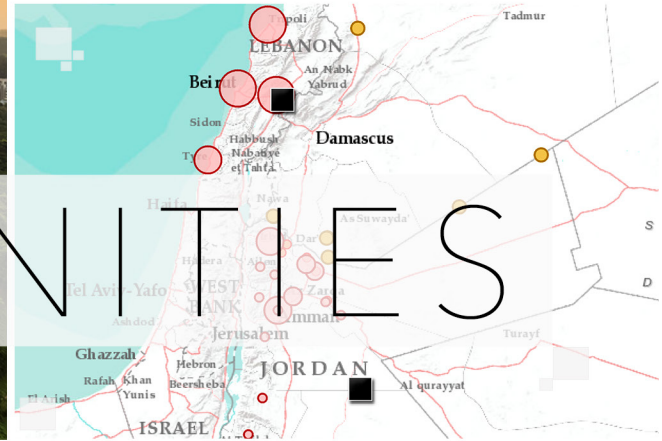 Tripoli
Tadmur
LEBANON
An Nabk
Yabrud
Beirut
Sidon
Damascus
Habbush
Nabatiye
et Tahta
Tyre
Nawa
Haifa
As Suwayda'
NITIES
Hadera
Tel Aviv-Yafo
WEST
BANK
Zarqa
Ashdod
Amman
Jerusalem
Turayf
S
D
Ghazzah
Hebron
JORDAN
Rafah
Khan
Yunis
Beersheba
Al qurayyat
El Arish
ISRAEL